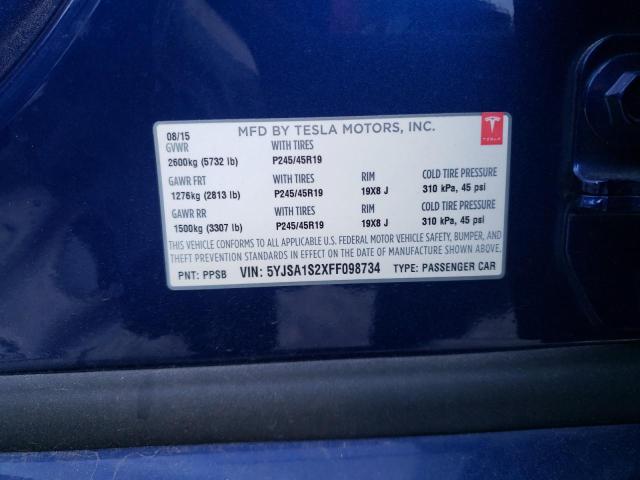 08/15 MFD BY TESLA MOTORS, INC. TESLA
GVWR WITH TIRES
2600kg (5732 lb) P245/45R19
GAWR FRT WITH TIRES RIM COLD TIRE PRESSURE
1276kg (2813 lb) P245/45R19 19X8 J 310 kPa, 45 psi
GAWR RR WITH TIRES RIM COLD TIRE PRESSURE
1500kg (3307 lb) P245/45R19 19X8 J 310 kPa, 45 psi
THIS VEHICLE CONFORMS TO ALL APPLICABLE U.S. FEDERAL MOTOR VEHICLE SAFETY, BUMPER, AND
THEFT PREVENTION STANDARDS IN EFFECT ON THE DATE OF MANUFACTURE SHOWN ABOVE.
PNT: PPSB VIN: 5YJSA1S2XFF098734 TYPE: PASSENGER CAR